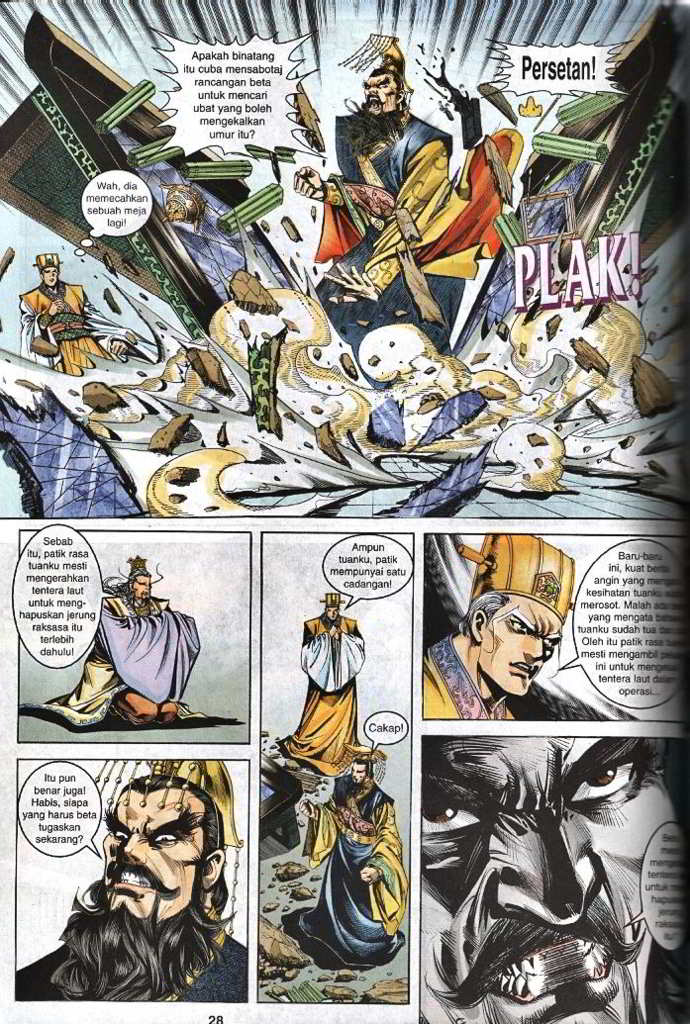 Apakah binatang
itu cuba mensabotaj
rancangan beta
untuk mencari
ubat yang boleh
mengekalkan
umur itu?
Persetan!
Wah, dia
memecahkan
sebuah meja
lagi!
PLAK!
Sebab
itu, patik rasa
tuanku mesti
mengerahkan
tentera laut
untuk meng-
hapuskan jerung
raksasa itu
terlebih
dahulu!
Ampun
tuanku, patik
mempunyai satu
cadangan!
Cakap!
Baru-baru
ini, kuat
angin yang
kesihatan tuanku
merosot. Malah
yang mengata
tuanku sudah tua
Oleh itu patik rasa
mesti mengambil
ini untuk
tentera laut dalam
operasi...
Itu pun
benar juga!
Habis, siapa
yang harus beta
tugaskan
sekarang?
tentera
untuk
jerung
28